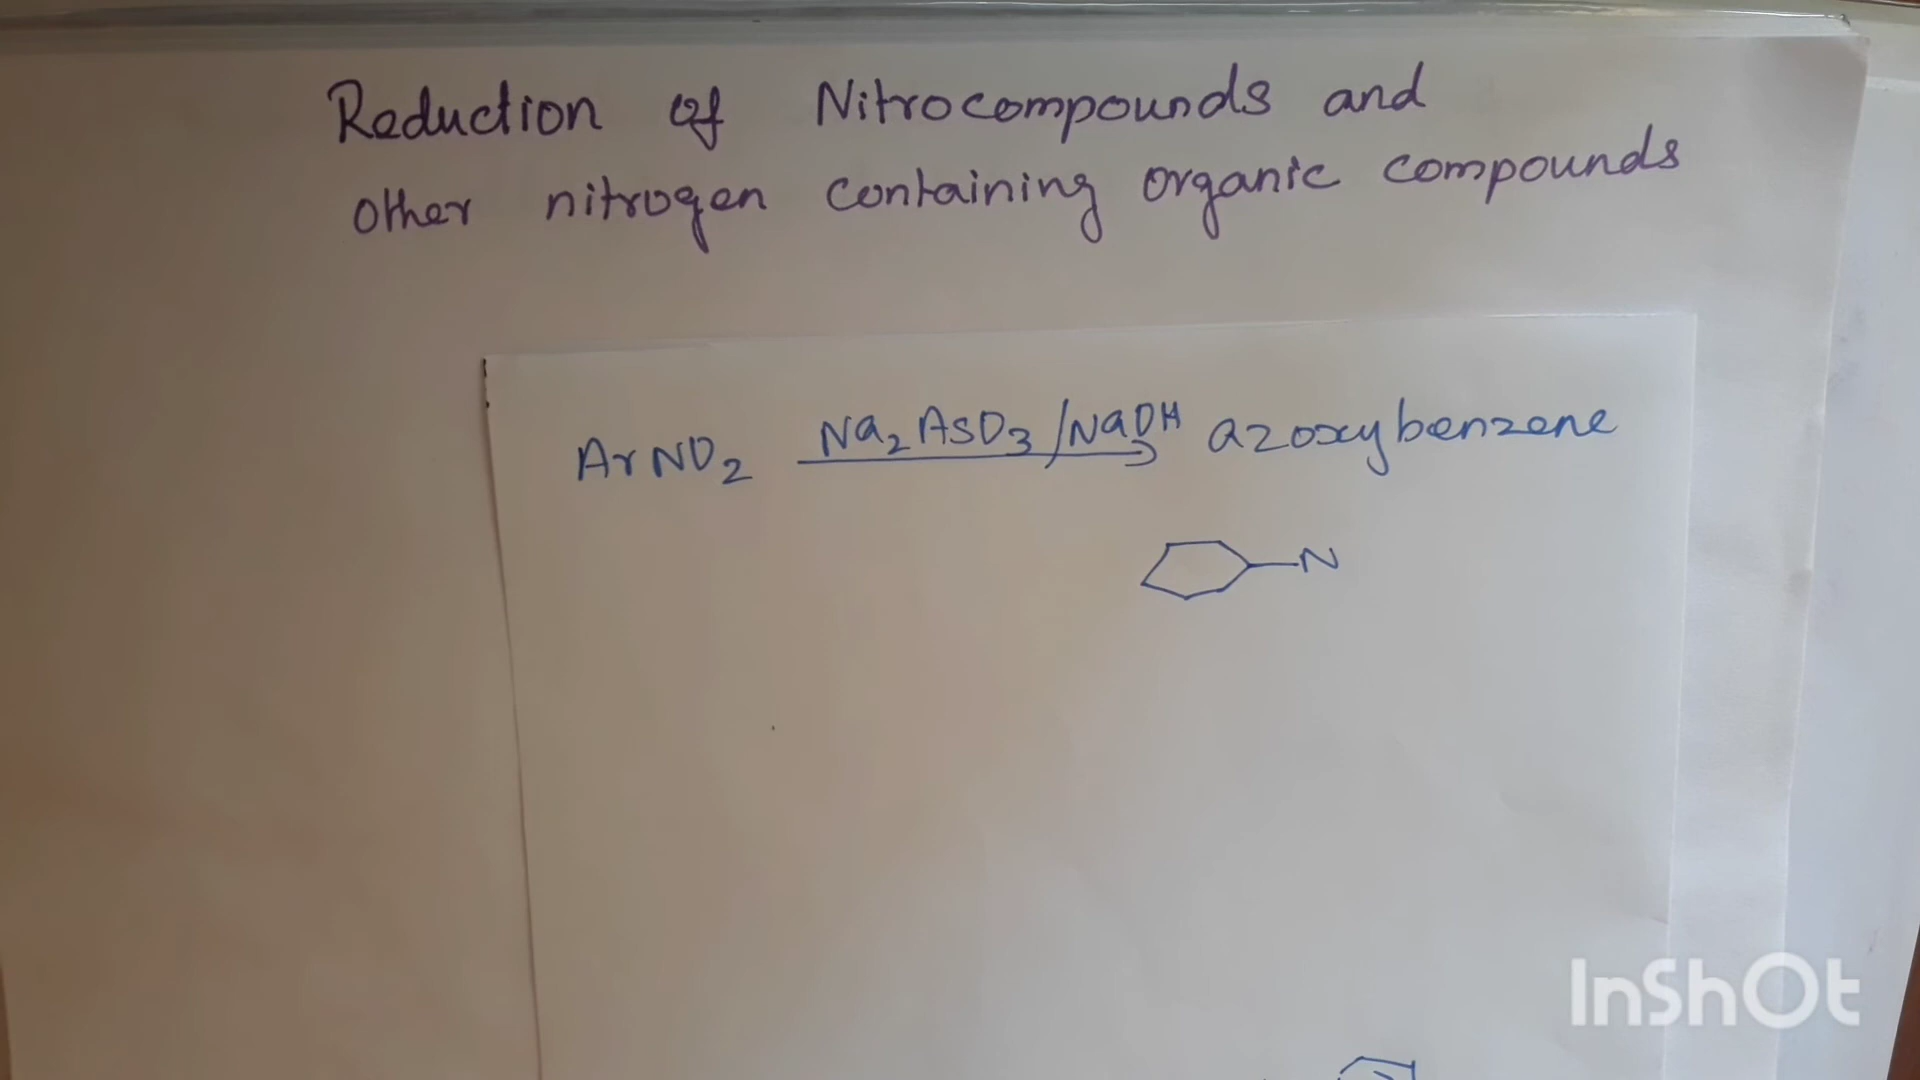 Reduction of Nitrocompounds and
other nitrogen containing organic compounds
ArNO2 Na2AsO3/NaOH azoxybenzene
N
InShOt